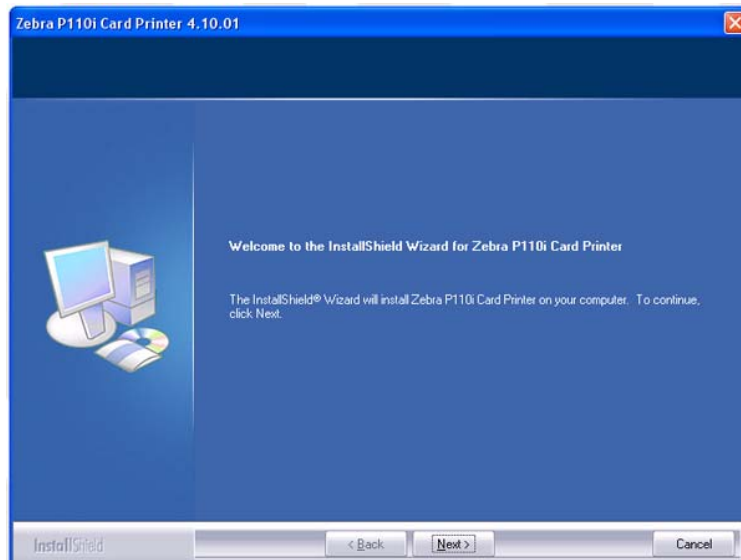 Zebra P110i Card Printer 4.10.01
Welcome to the InstallShield Wizard for Zebra P110i Card Printer
The InstallShield® Wizard will install Zebra P110i Card Printer on your computer. To continue,
click Next.
InstallShield
< Back
Next >
Cancel